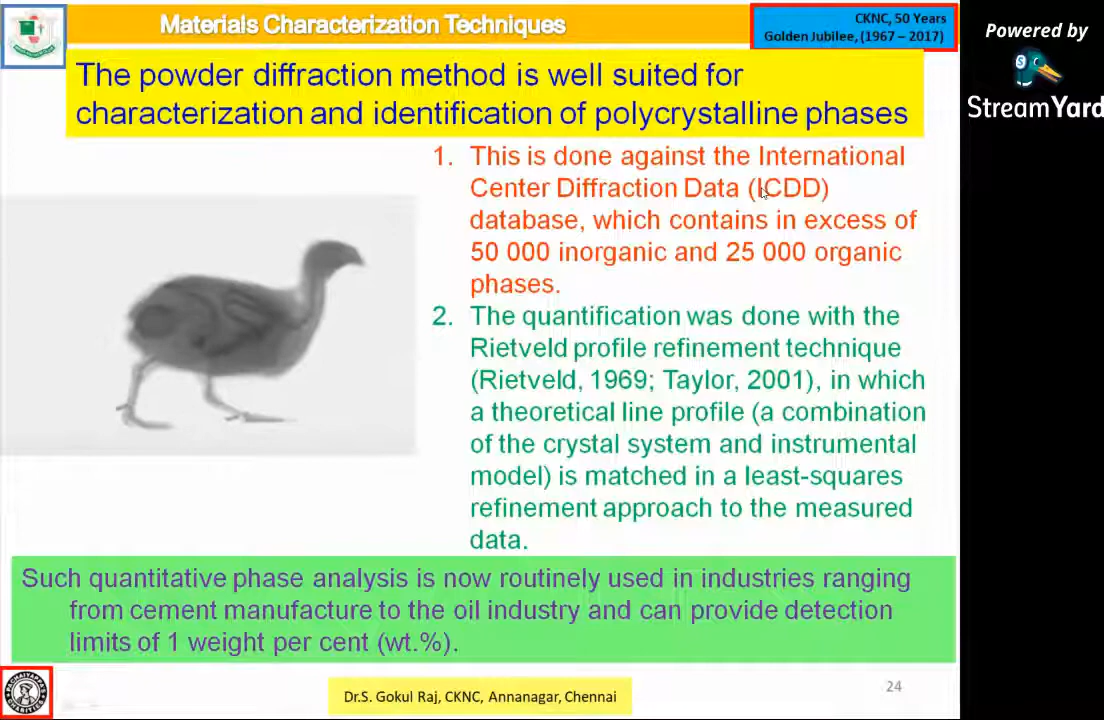 Materials Characterization Techniques
CKNC, 50 Years
Golden Jubilee, (1967 – 2017)
Powered by
StreamYard
The powder diffraction method is well suited for
characterization and identification of polycrystalline phases
1. This is done against the International
Center Diffraction Data (ICDD)
database, which contains in excess of
50 000 inorganic and 25 000 organic
phases.
2. The quantification was done with the
Rietveld profile refinement technique
(Rietveld, 1969; Taylor, 2001), in which
a theoretical line profile (a combination
of the crystal system and instrumental
model) is matched in a least-squares
refinement approach to the measured
data.
Such quantitative phase analysis is now routinely used in industries ranging
from cement manufacture to the oil industry and can provide detection
limits of 1 weight per cent (wt.%).
Dr.S. Gokul Raj, CKNC, Annanagar, Chennai
24